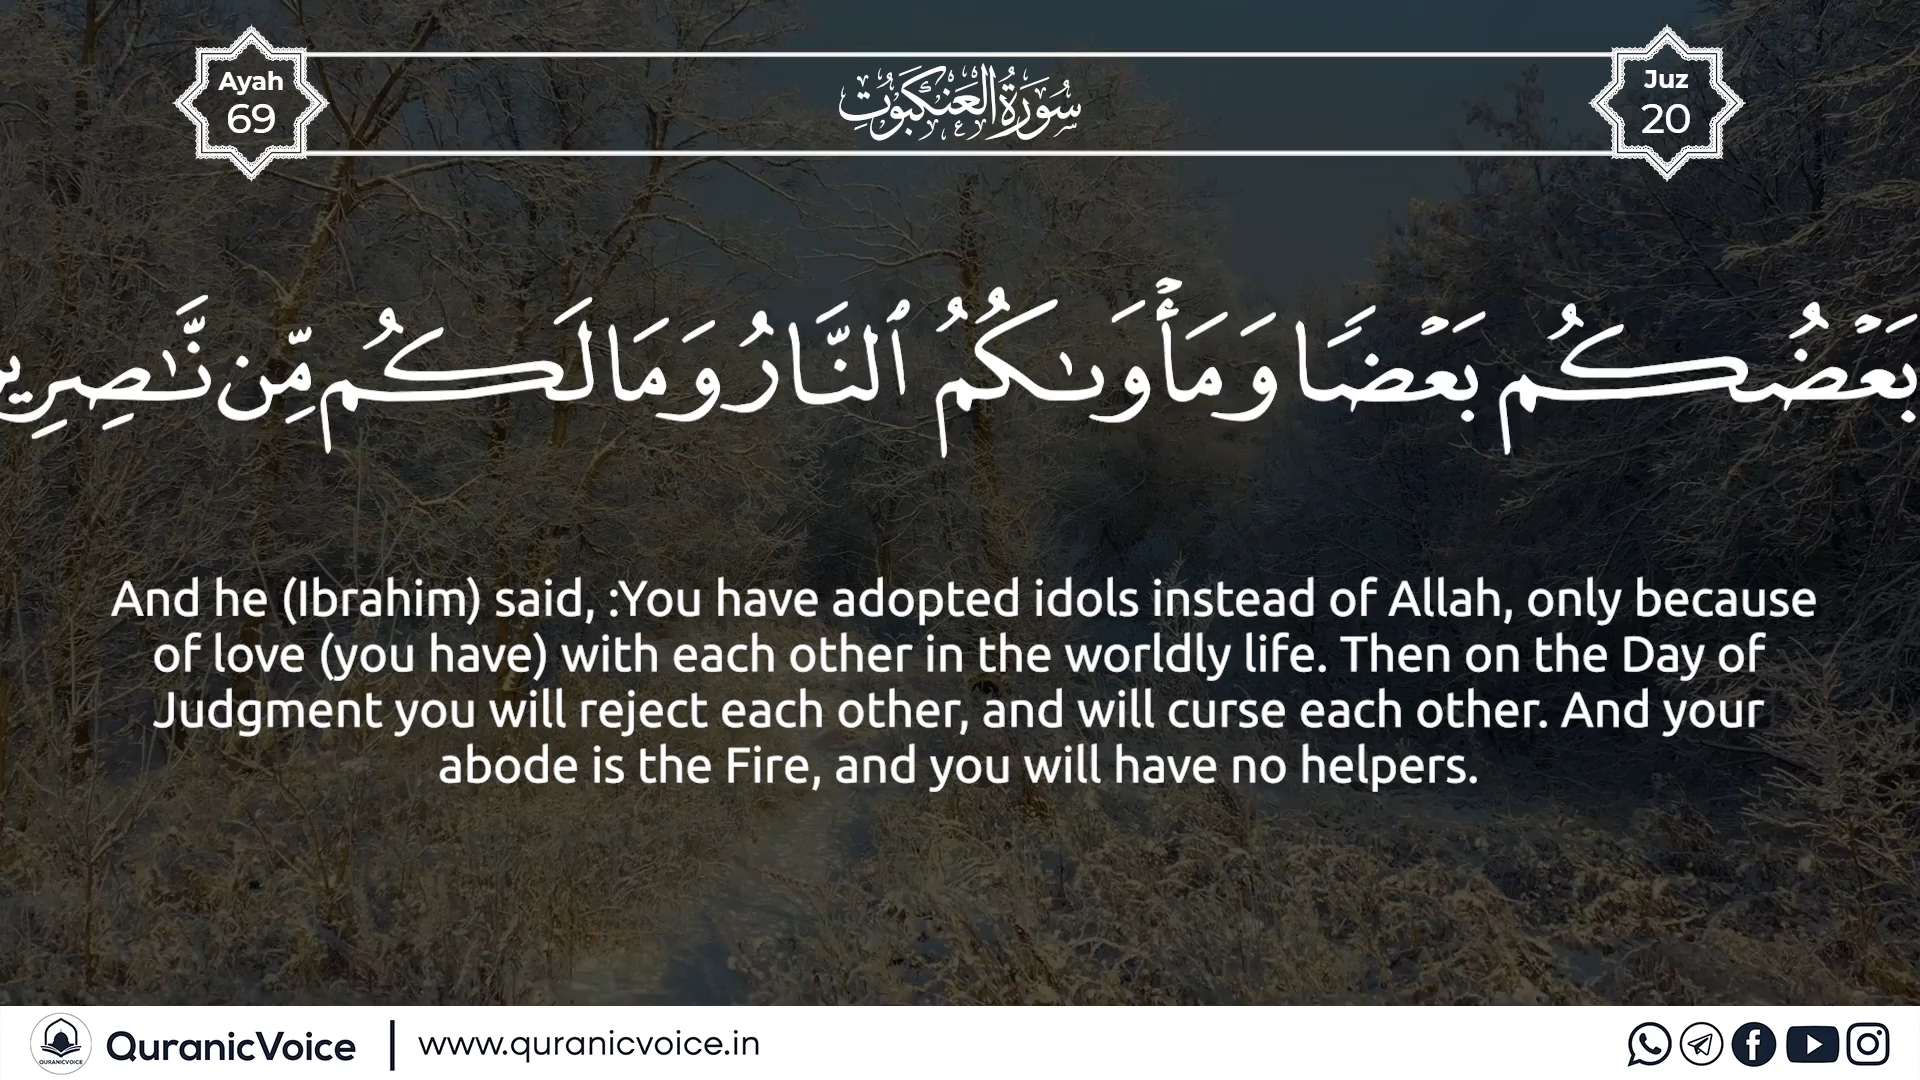 Ayah
69
سُورَةُ العَنكَبُوتِ
Juz
20
بَعۡضُكُم بَعۡضٗا وَمَأۡوَىٰكُمُ ٱلنَّارُ وَمَا لَكُم مِّن نَّٰصِرِي
And he (Ibrahim) said, :You have adopted idols instead of Allah, only because
of love (you have) with each other in the worldly life. Then on the Day of
Judgment you will reject each other, and will curse each other. And your
abode is the Fire, and you will have no helpers.
QURANICVOICE
QuranicVoice | www.quranicvoice.in